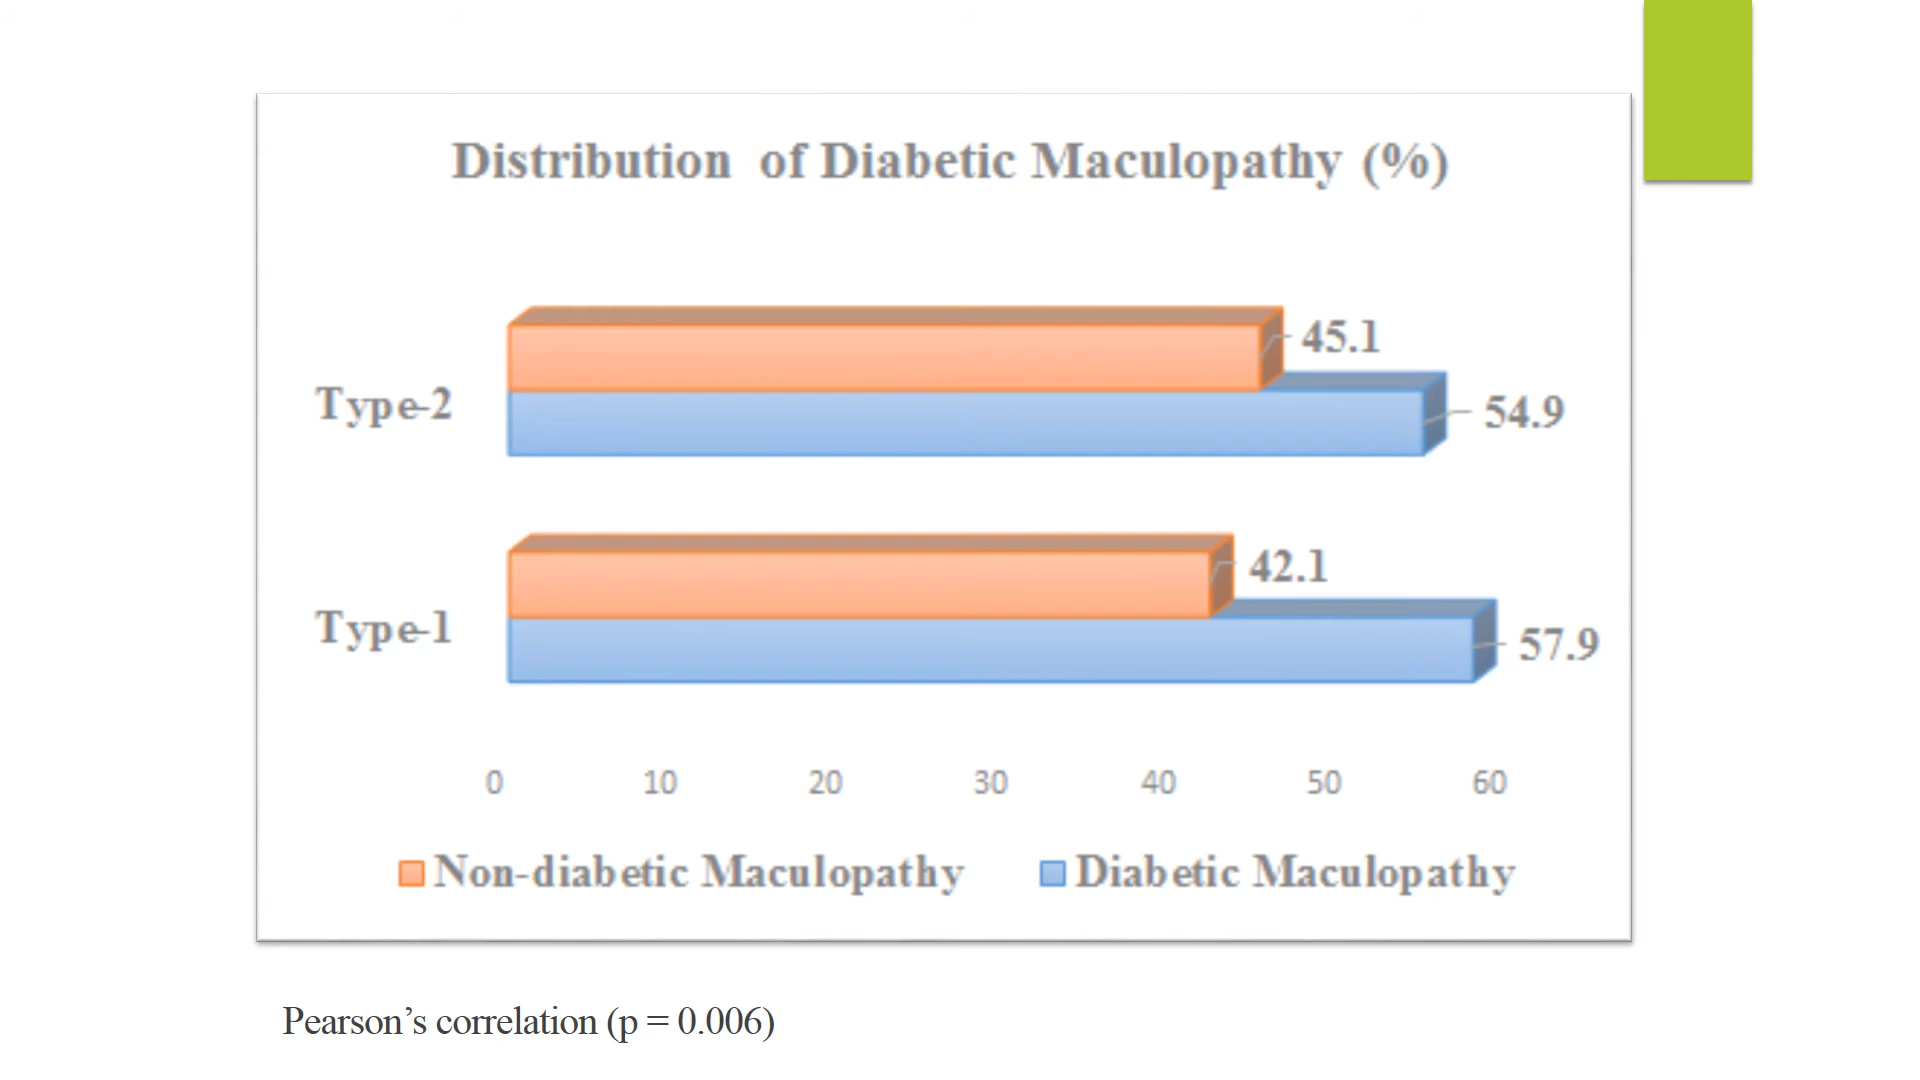 Distribution of Diabetic Maculopathy (%)
45.1
Type-2
54.9
42.1
Type-1
57.9
0 10 20 30 40 50 60
Non-diabetic Maculopathy Diabetic Maculopathy
Pearson’s correlation (p = 0.006)